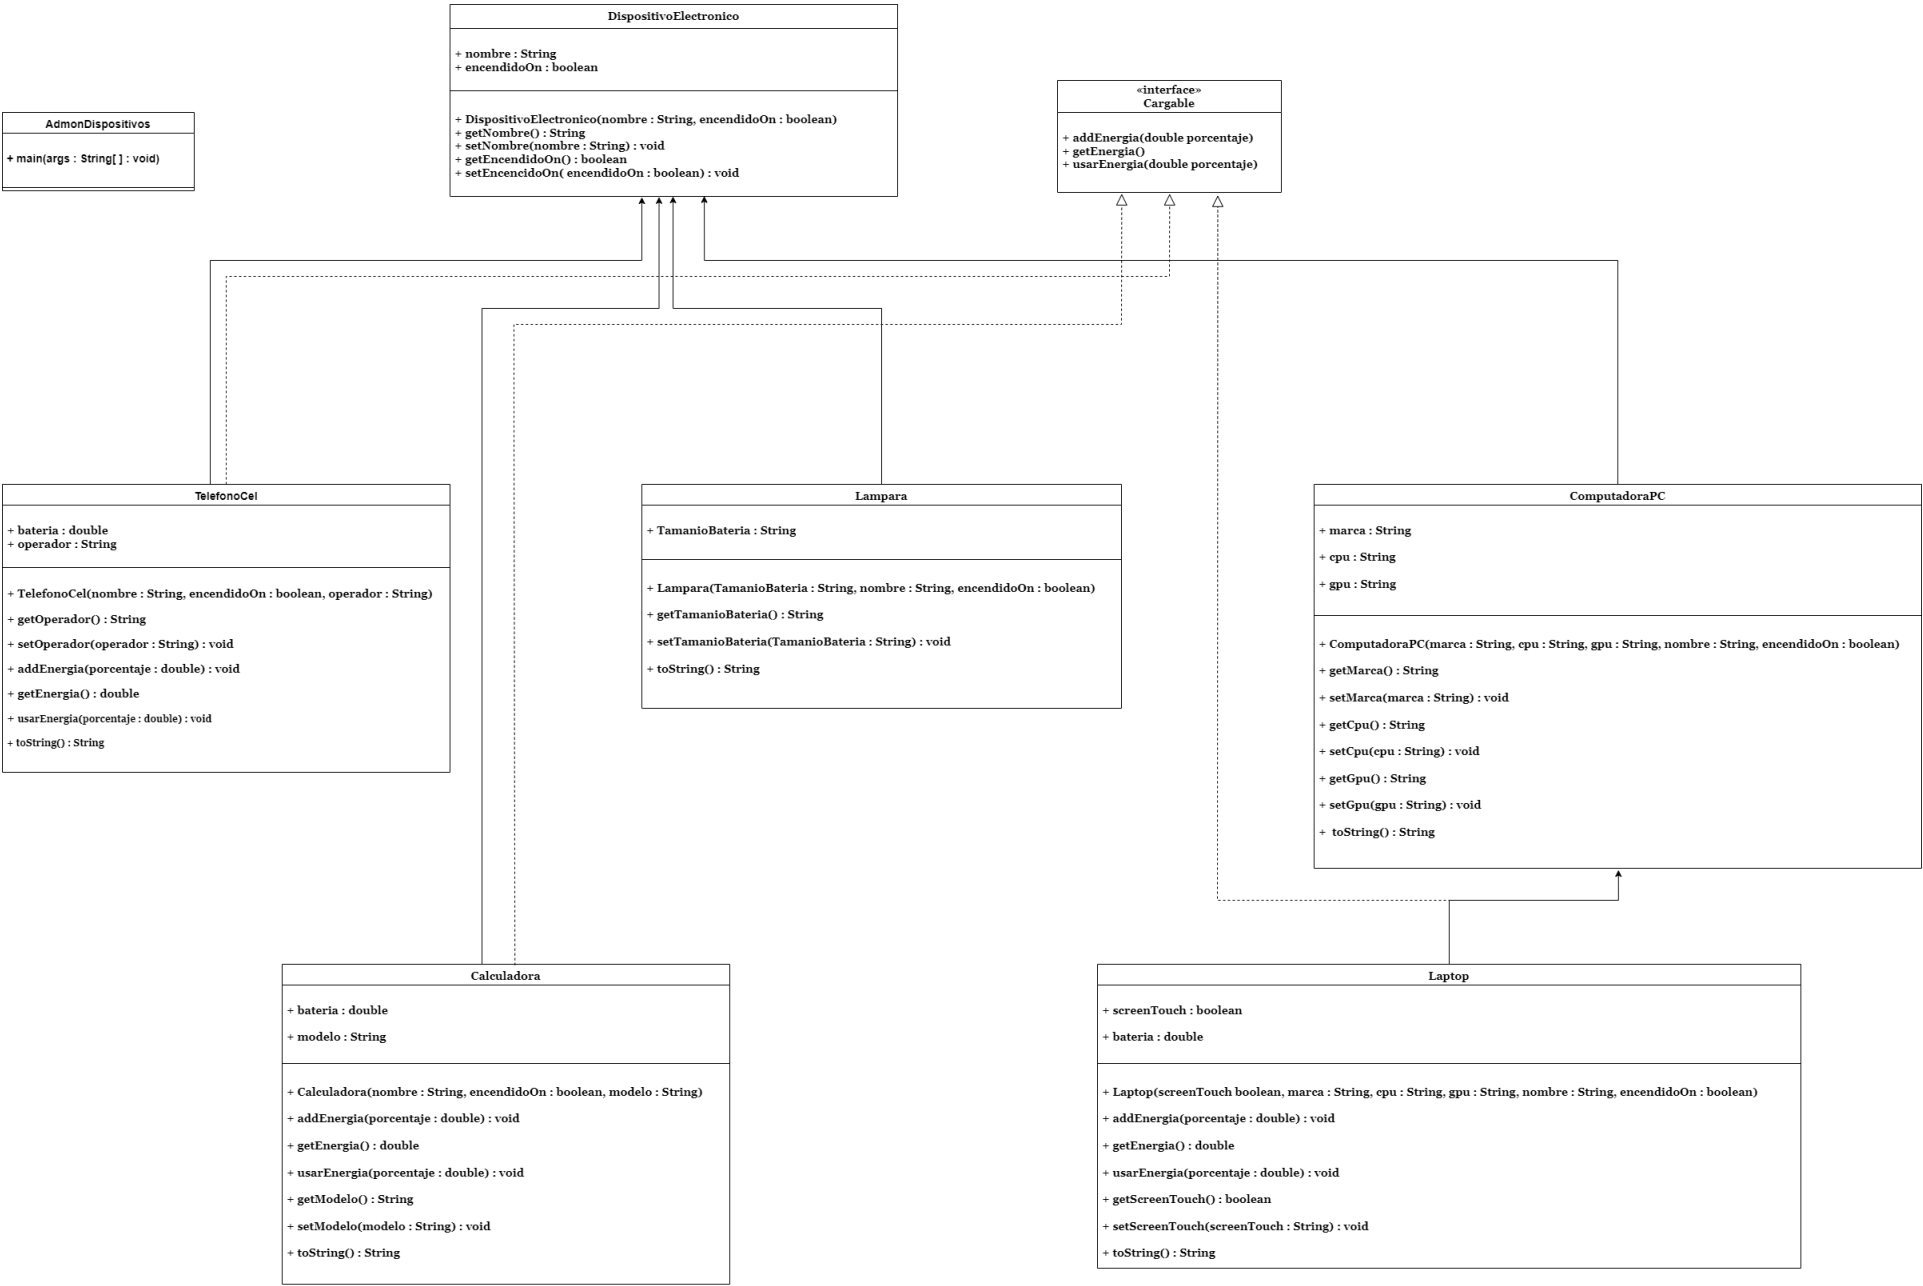 DispositivoElectronico
+ nombre : String
+ encendidoOn : boolean
+ DispositivoElectronico(nombre : String, encendidoOn : boolean)
+ getNombre() : String
+ setNombre(nombre : String) : void
+ getEncendidoOn() : boolean
+ setEncencidoOn( encendidoOn : boolean) : void
«interface»
Cargable
+ addEnergia(double porcentaje)
+ getEnergia()
+ usarEnergia(double porcentaje)
AdmonDispositivos
+ main(args : String[ ] : void)
TelefonoCel
+ bateria : double
+ operador : String
+ TelefonoCel(nombre : String, encendidoOn : boolean, operador : String)
+ getOperador() : String
+ setOperador(operador : String) : void
+ addEnergia(porcentaje : double) : void
+ getEnergia() : double
+ usarEnergia(porcentaje : double) : void
+ toString() : String
Lampara
+ TamanioBateria : String
+ Lampara(TamanioBateria : String, nombre : String, encendidoOn : boolean)
+ getTamanioBateria() : String
+ setTamanioBateria(TamanioBateria : String) : void
+ toString() : String
ComputadoraPC
+ marca : String
+ cpu : String
+ gpu : String
+ ComputadoraPC(marca : String, cpu : String, gpu : String, nombre : String, encendidoOn : boolean)
+ getMarca() : String
+ setMarca(marca : String) : void
+ getCpu() : String
+ setCpu(cpu : String) : void
+ getGpu() : String
+ setGpu(gpu : String) : void
+ toString() : String
Calculadora
+ bateria : double
+ modelo : String
+ Calculadora(nombre : String, encendidoOn : boolean, modelo : String)
+ addEnergia(porcentaje : double) : void
+ getEnergia() : double
+ usarEnergia(porcentaje : double) : void
+ getModelo() : String
+ setModelo(modelo : String) : void
+ toString() : String
Laptop
+ screenTouch : boolean
+ bateria : double
+ Laptop(screenTouch boolean, marca : String, cpu : String, gpu : String, nombre : String, encendidoOn : boolean)
+ addEnergia(porcentaje : double) : void
+ getEnergia() : double
+ usarEnergia(porcentaje : double) : void
+ getScreenTouch() : boolean
+ setScreenTouch(screenTouch : String) : void
+ toString() : String